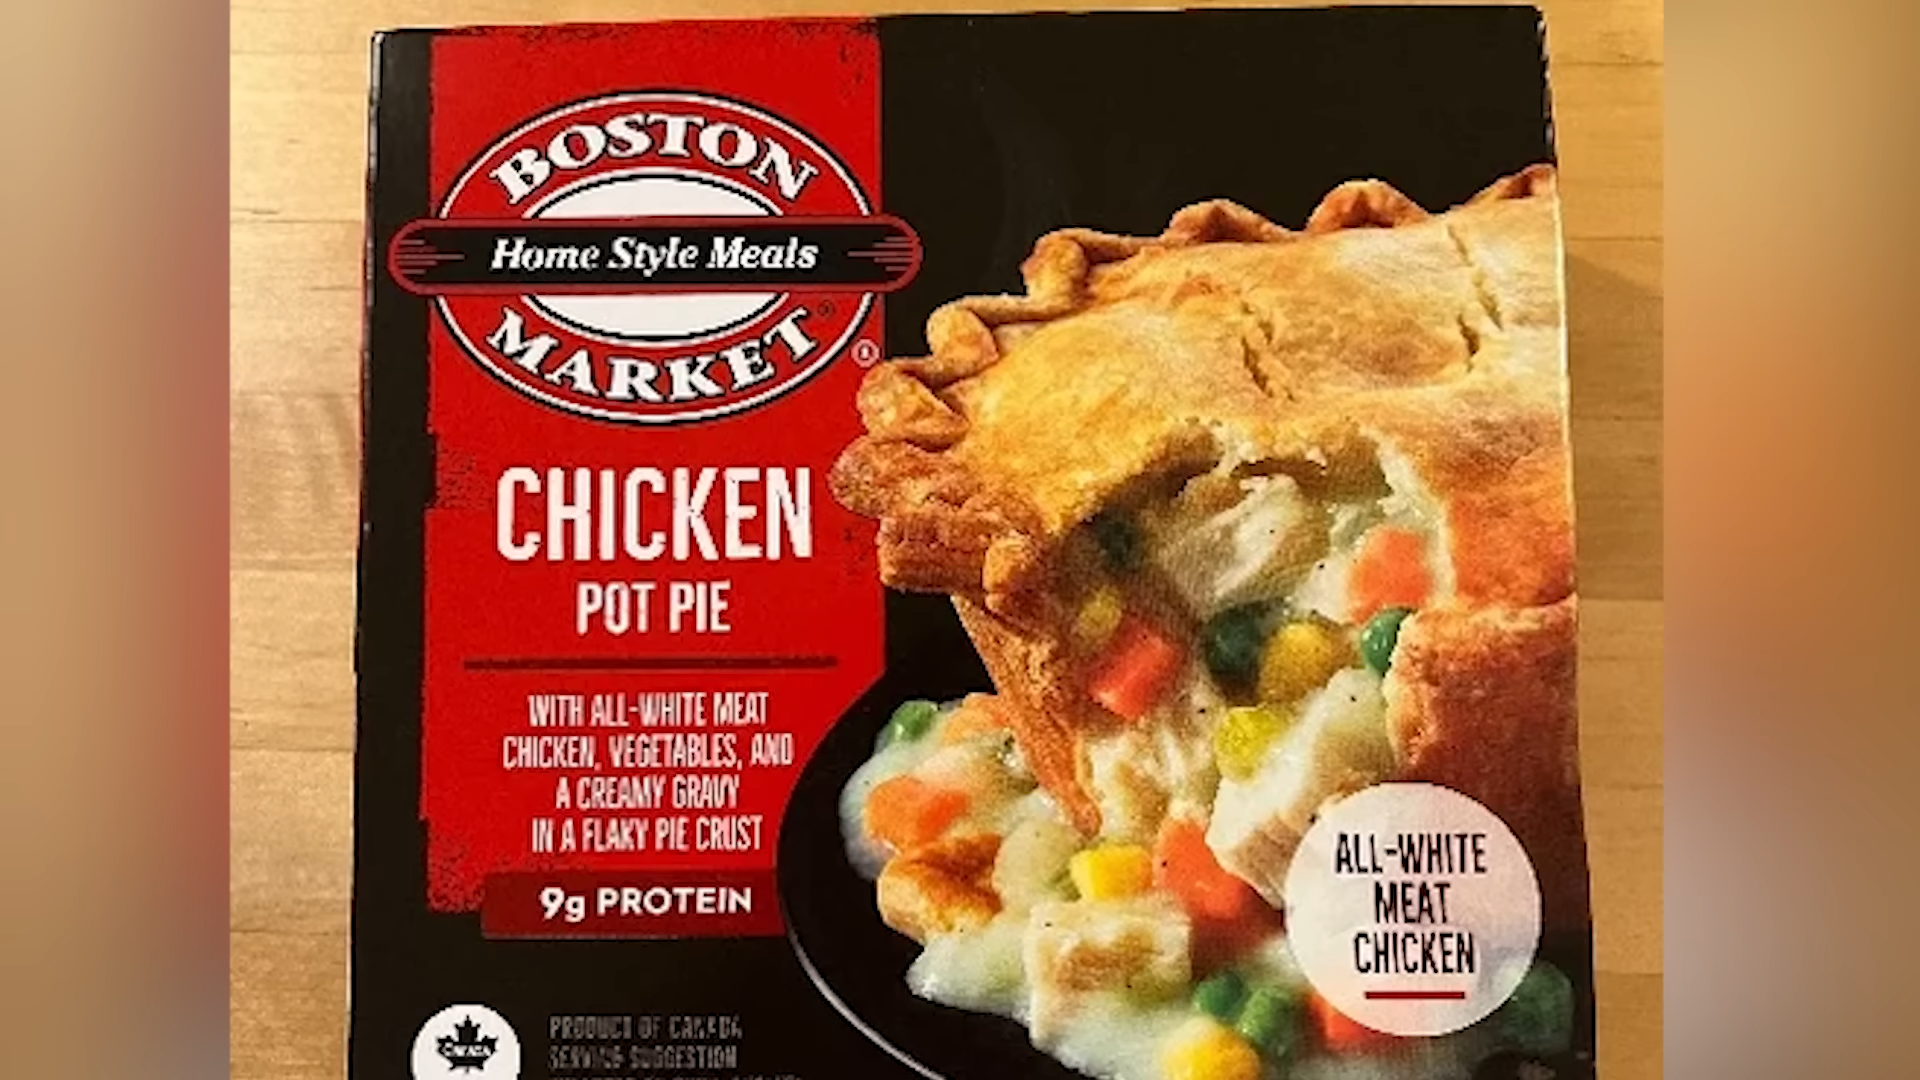 BOSTON
Home Style Meals
MARKET®
®
CHICKEN
POT PIE
WITH ALL-WHITE MEAT
CHICKEN, VEGETABLES, AND
A CREAMY GRAVY
IN A FLAKY PIE CRUST
9g PROTEIN
ALL-WHITE
MEAT
CHICKEN
CANADA
PRODUCT OF CANADA
SERVING SUGGESTION